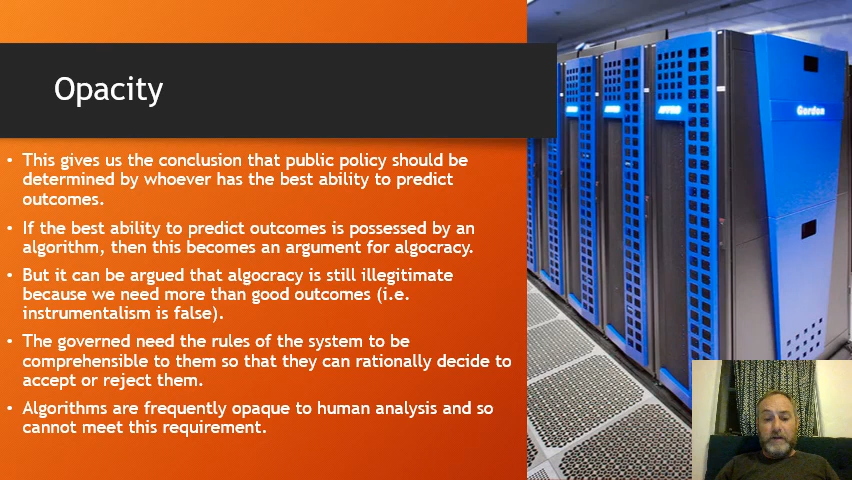 Opacity
• This gives us the conclusion that public policy should be
determined by whoever has the best ability to predict
outcomes.
• If the best ability to predict outcomes is possessed by an
algorithm, then this becomes an argument for algocracy.
• But it can be argued that algocracy is still illegitimate
because we need more than good outcomes (i.e.
instrumentalism is false).
• The governed need the rules of the system to be
comprehensible to them so that they can rationally decide to
accept or reject them.
• Algorithms are frequently opaque to human analysis and so
cannot meet this requirement.
Gordon